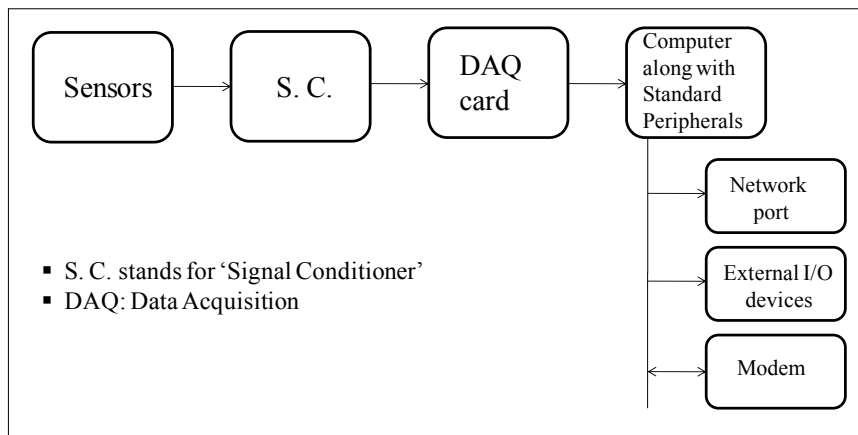 Sensors
S. C.
DAQ
card
Computer
along with
Standard
Peripherals
Network
port
External I/O
devices
Modem
▪ S. C. stands for ‘Signal Conditioner’
▪ DAQ: Data Acquisition